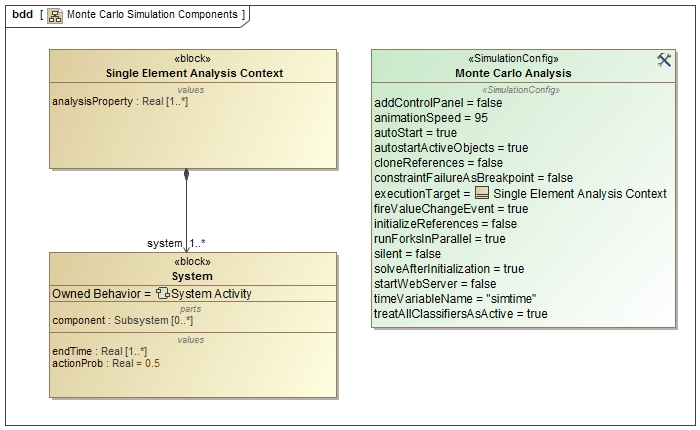 bdd [ Monte Carlo Simulation Components ]
«block»
Single Element Analysis Context
values
analysisProperty : Real [1..*]
system 1..*
«block»
System
Owned Behavior = System Activity
parts
component : Subsystem [0..*]
values
endTime : Real [1..*]
actionProb : Real = 0.5
«SimulationConfig»
Monte Carlo Analysis
«SimulationConfig»
addControlPanel = false
animationSpeed = 95
autoStart = true
autostartActiveObjects = true
cloneReferences = false
constraintFailureAsBreakpoint = false
executionTarget = Single Element Analysis Context
fireValueChangeEvent = true
initializeReferences = false
runForksInParallel = true
silent = false
solveAfterInitialization = true
startWebServer = false
timeVariableName = "simtime"
treatAllClassifiersAsActive = true